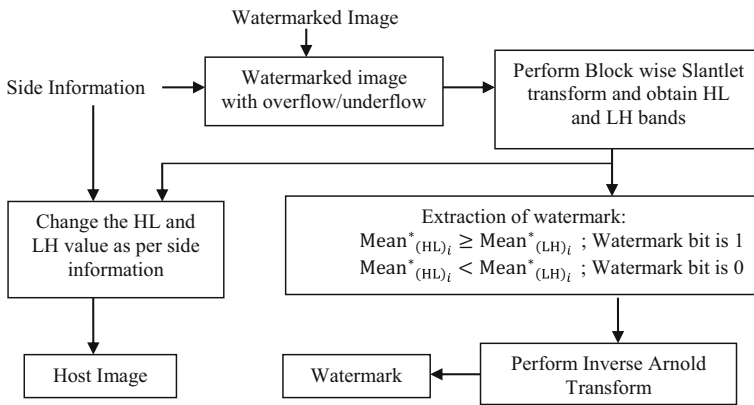 Watermarked Image
Side Information
Watermarked image
with overflow/underflow
Perform Block wise Slantlet
transform and obtain HL
and LH bands
Change the HL and
LH value as per side
information
Extraction of watermark:
Mean*₍HL₎ᵢ ≥ Mean*₍LH₎ᵢ ; Watermark bit is 1
Mean*₍HL₎ᵢ < Mean*₍LH₎ᵢ ; Watermark bit is 0
Host Image
Watermark
Perform Inverse Arnold
Transform